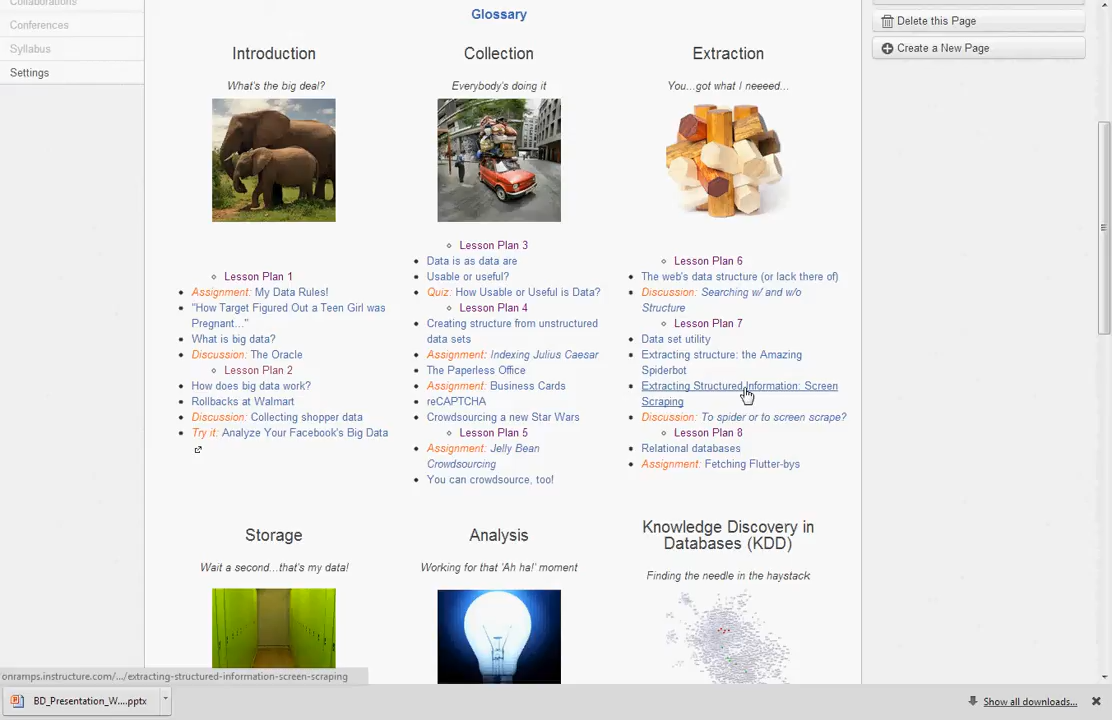 Collaborations
Conferences
Syllabus
Settings
Glossary
Introduction
What's the big deal?
Lesson Plan 1
Assignment: My Data Rules!
"How Target Figured Out a Teen Girl was
Pregnant..."
What is big data?
Discussion: The Oracle
Lesson Plan 2
How does big data work?
Rollbacks at Walmart
Discussion: Collecting shopper data
Try it: Analyze Your Facebook's Big Data
Collection
Everybody's doing it
Lesson Plan 3
Data is as data are
Usable or useful?
Quiz: How Usable or Useful is Data?
Lesson Plan 4
Creating structure from unstructured
data sets
Assignment: Indexing Julius Caesar
The Paperless Office
Assignment: Business Cards
reCAPTCHA
Crowdsourcing a new Star Wars
Lesson Plan 5
Assignment: Jelly Bean
Crowdsourcing
You can crowdsource, too!
Extraction
You...got what I neeeed...
Lesson Plan 6
The web's data structure (or lack there of)
Discussion: Searching w/ and w/o
Structure
Lesson Plan 7
Data set utility
Extracting structure: the Amazing
Spiderbot
Extracting Structured Information: Screen
Scraping
Discussion: To spider or to screen scrape?
Lesson Plan 8
Relational databases
Assignment: Fetching Flutter-bys
Storage
Wait a second...that's my data!
Analysis
Working for that 'Ah ha!' moment
Knowledge Discovery in
Databases (KDD)
Finding the needle in the haystack
Delete this Page
Create a New Page
onramps.instructure.com/.../extracting-structured-information-screen-scraping
BD_Presentation_W....pptx
Show all downloads...